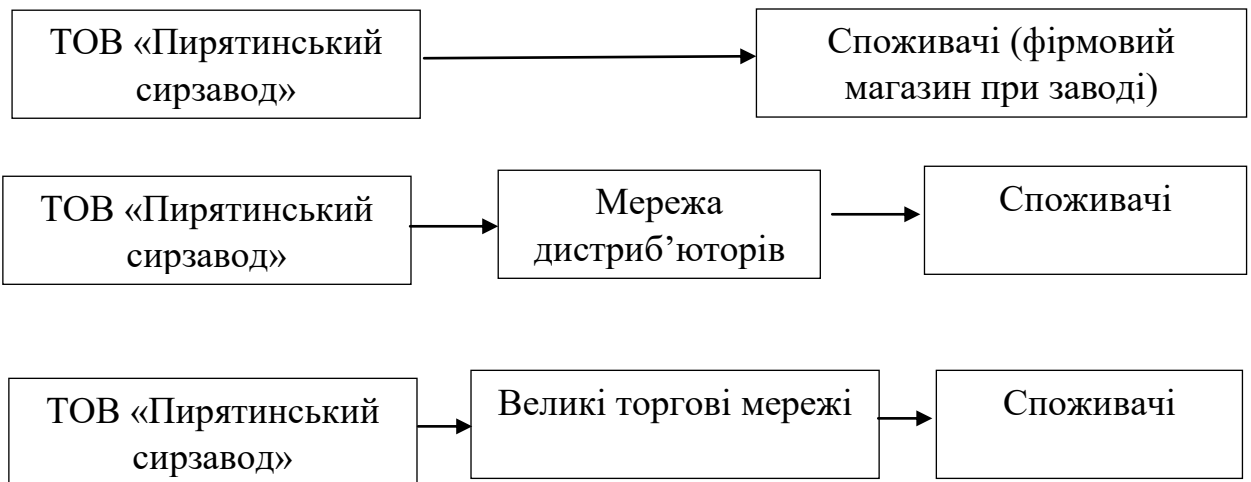 ТОВ «Пирятинський
сирзавод»
Споживачі (фірмовий
магазин при заводі)
ТОВ «Пирятинський
сирзавод»
Мережа
дистриб’юторів
Споживачі
ТОВ «Пирятинський
сирзавод»
Великі торгові мережі
Споживачі